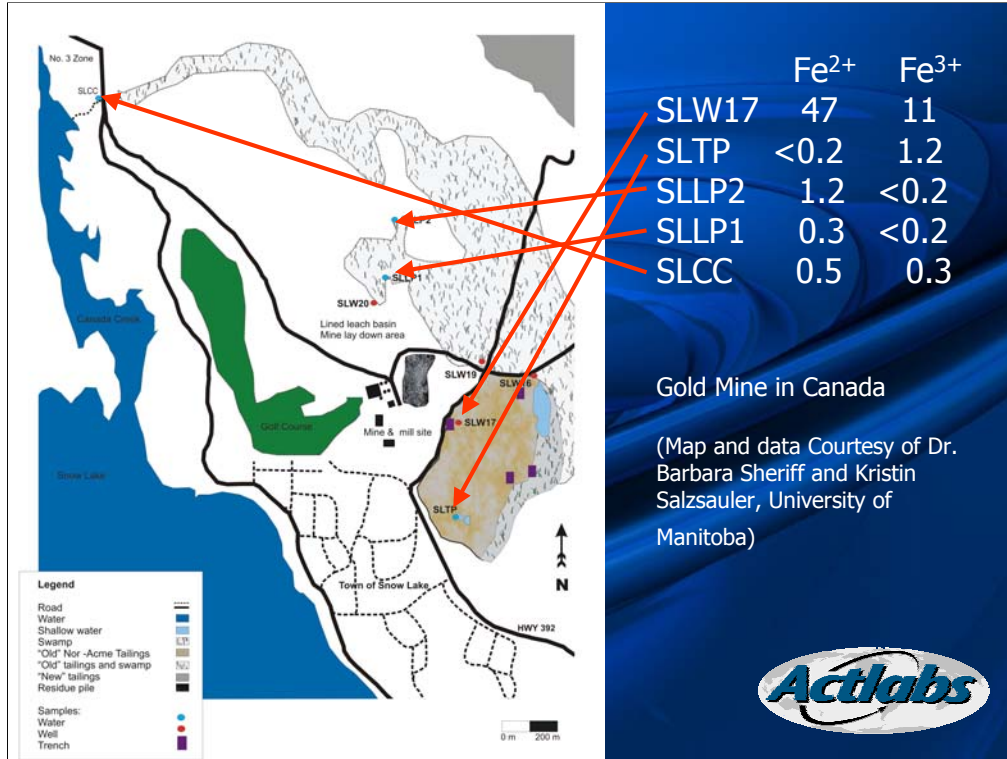 No. 3 Zone
SLCC
SLLP2
SLLP1
SLW20
Lined leach basin
Mine lay down area
Canada Creek
SLW19
SLW16
SLW17
Golf Course
Mine & mill site
Snow Lake
SLTP
Town of Snow Lake
N
HWY 392
Legend
Road
Water
Shallow water
Swamp
"Old" Nor -Acme Tailings
"Old" tailings and swamp
"New" tailings
Residue pile
Samples:
Water
Well
Trench
0 m 200 m
Fe2+ Fe3+
SLW17 47 11
SLTP <0.2 1.2
SLLP2 1.2 <0.2
SLLP1 0.3 <0.2
SLCC 0.5 0.3
Gold Mine in Canada
(Map and data Courtesy of Dr.
Barbara Sheriff and Kristin
Salzsauler, University of
Manitoba)
Actlabs